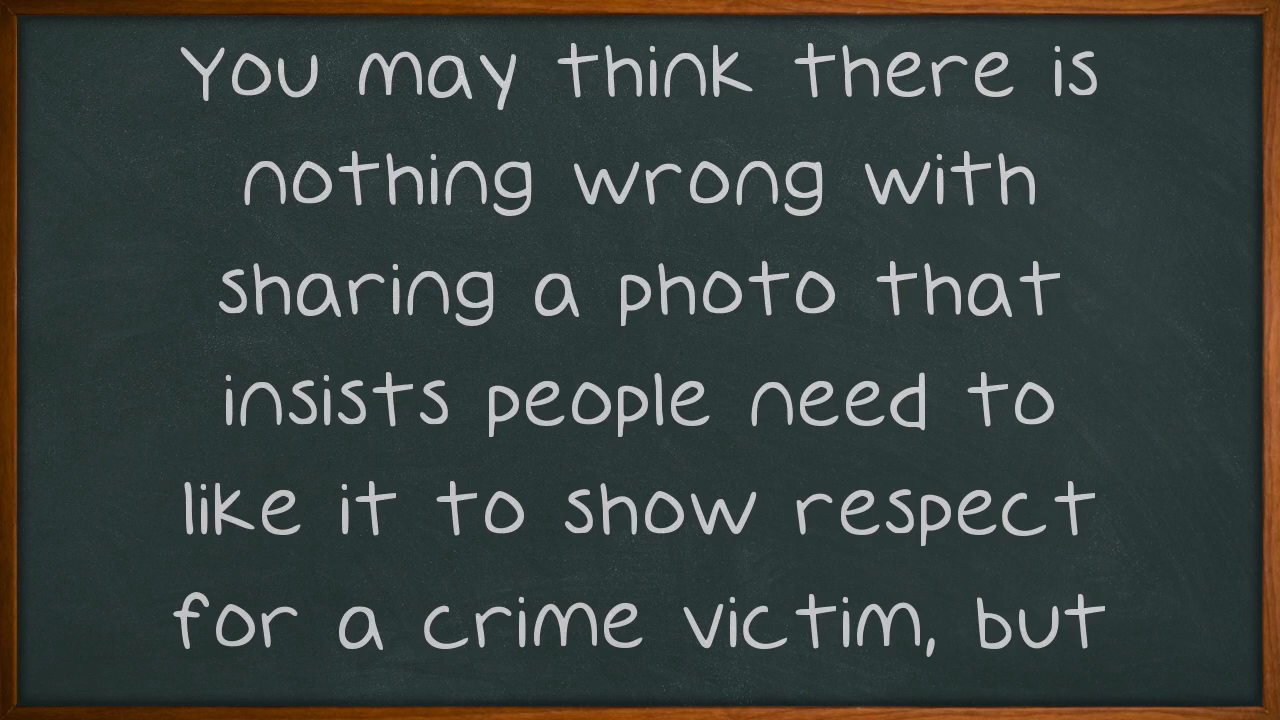 You may think there is
nothing wrong with
sharing a photo that
insists people need to
like it to show respect
for a crime victim, but